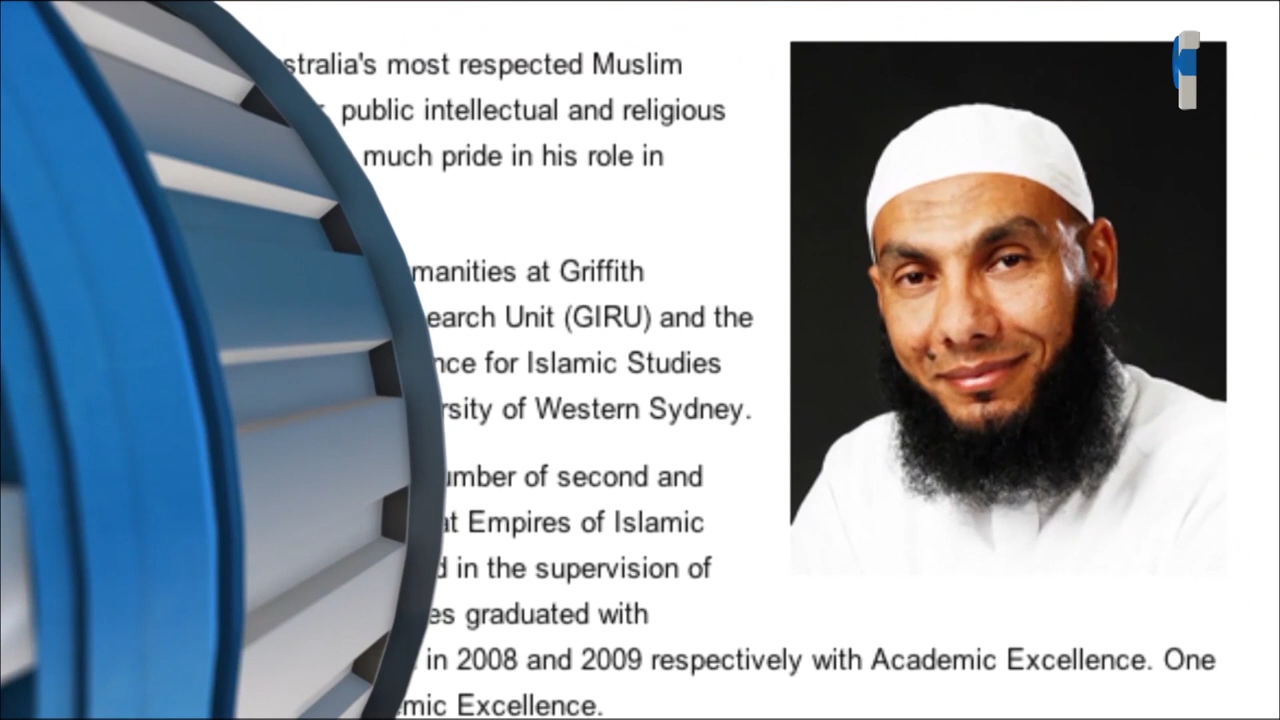 stralia's most respected Muslim
public intellectual and religious
much pride in his role in
manities at Griffith
earch Unit (GIRU) and the
nce for Islamic Studies
rsity of Western Sydney.
umber of second and
at Empires of Islamic
d in the supervision of
es graduated with
in 2008 and 2009 respectively with Academic Excellence. One
mic Excellence.